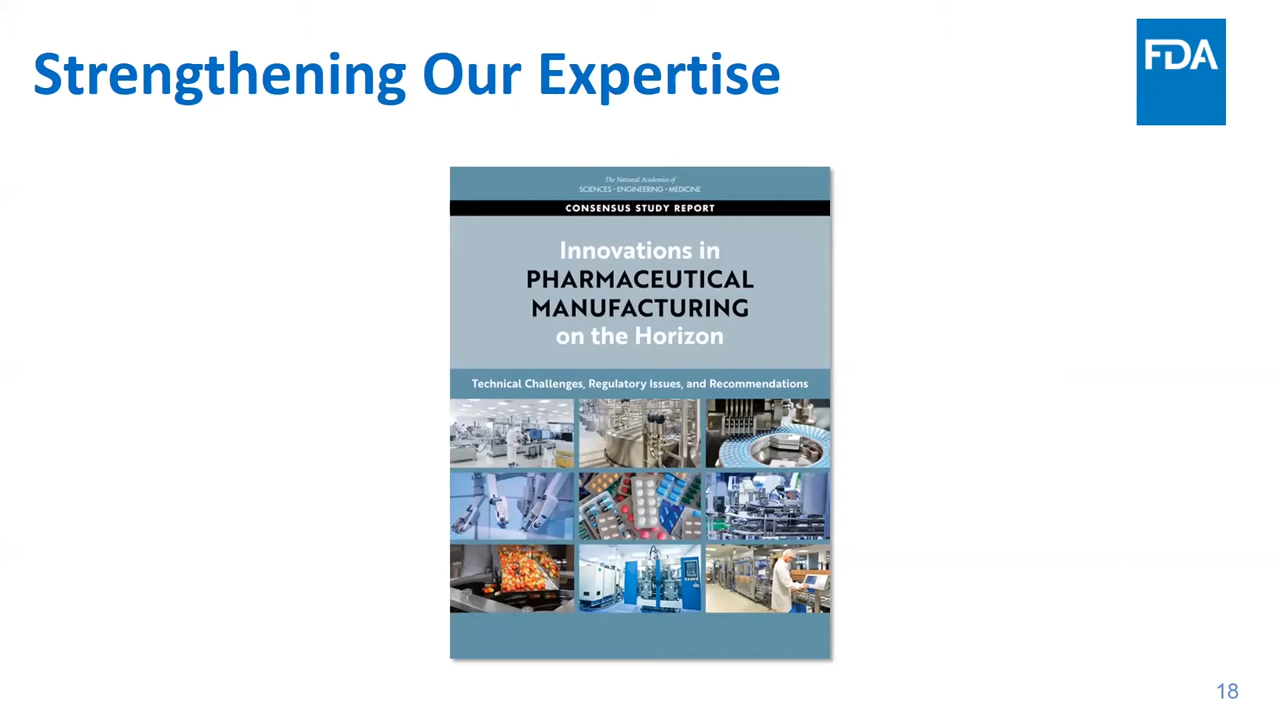 Strengthening Our Expertise
FDA
The National Academies of
SCIENCES • ENGINEERING • MEDICINE
CONSENSUS STUDY REPORT
Innovations in
PHARMACEUTICAL
MANUFACTURING
on the Horizon
Technical Challenges, Regulatory Issues, and Recommendations
18